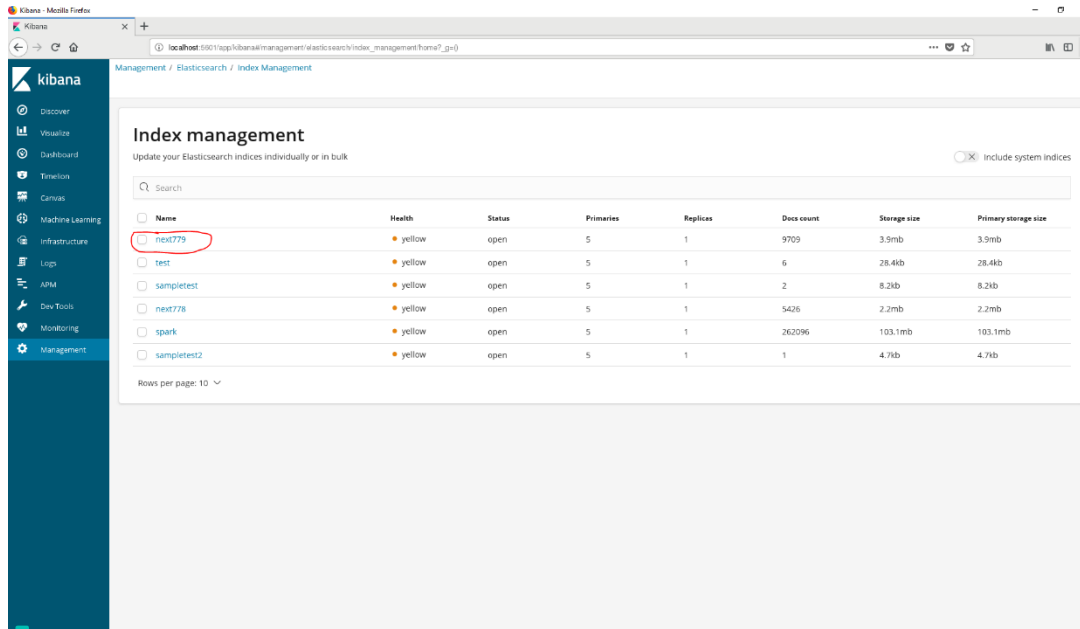 Kibana - Mozilla Firefox
Kibana
localhost:5601/app/kibana#/management/elasticsearch/index_management/home?_g=()
kibana
Management / Elasticsearch / Index Management
Discover
Visualize
Dashboard
Timelion
Canvas
Machine Learning
Infrastructure
Logs
APM
Dev Tools
Monitoring
Management
Index management
Update your Elasticsearch indices individually or in bulk
Include system indices
Search
Name Health Status Primaries Replicas Docs count Storage size Primary storage size
next779 yellow open 5 1 9709 3.9mb 3.9mb
test yellow open 5 1 6 28.4kb 28.4kb
sampletest yellow open 5 1 2 8.2kb 8.2kb
next778 yellow open 5 1 5426 2.2mb 2.2mb
spark yellow open 5 1 262096 103.1mb 103.1mb
sampletest2 yellow open 5 1 1 4.7kb 4.7kb
Rows per page: 10